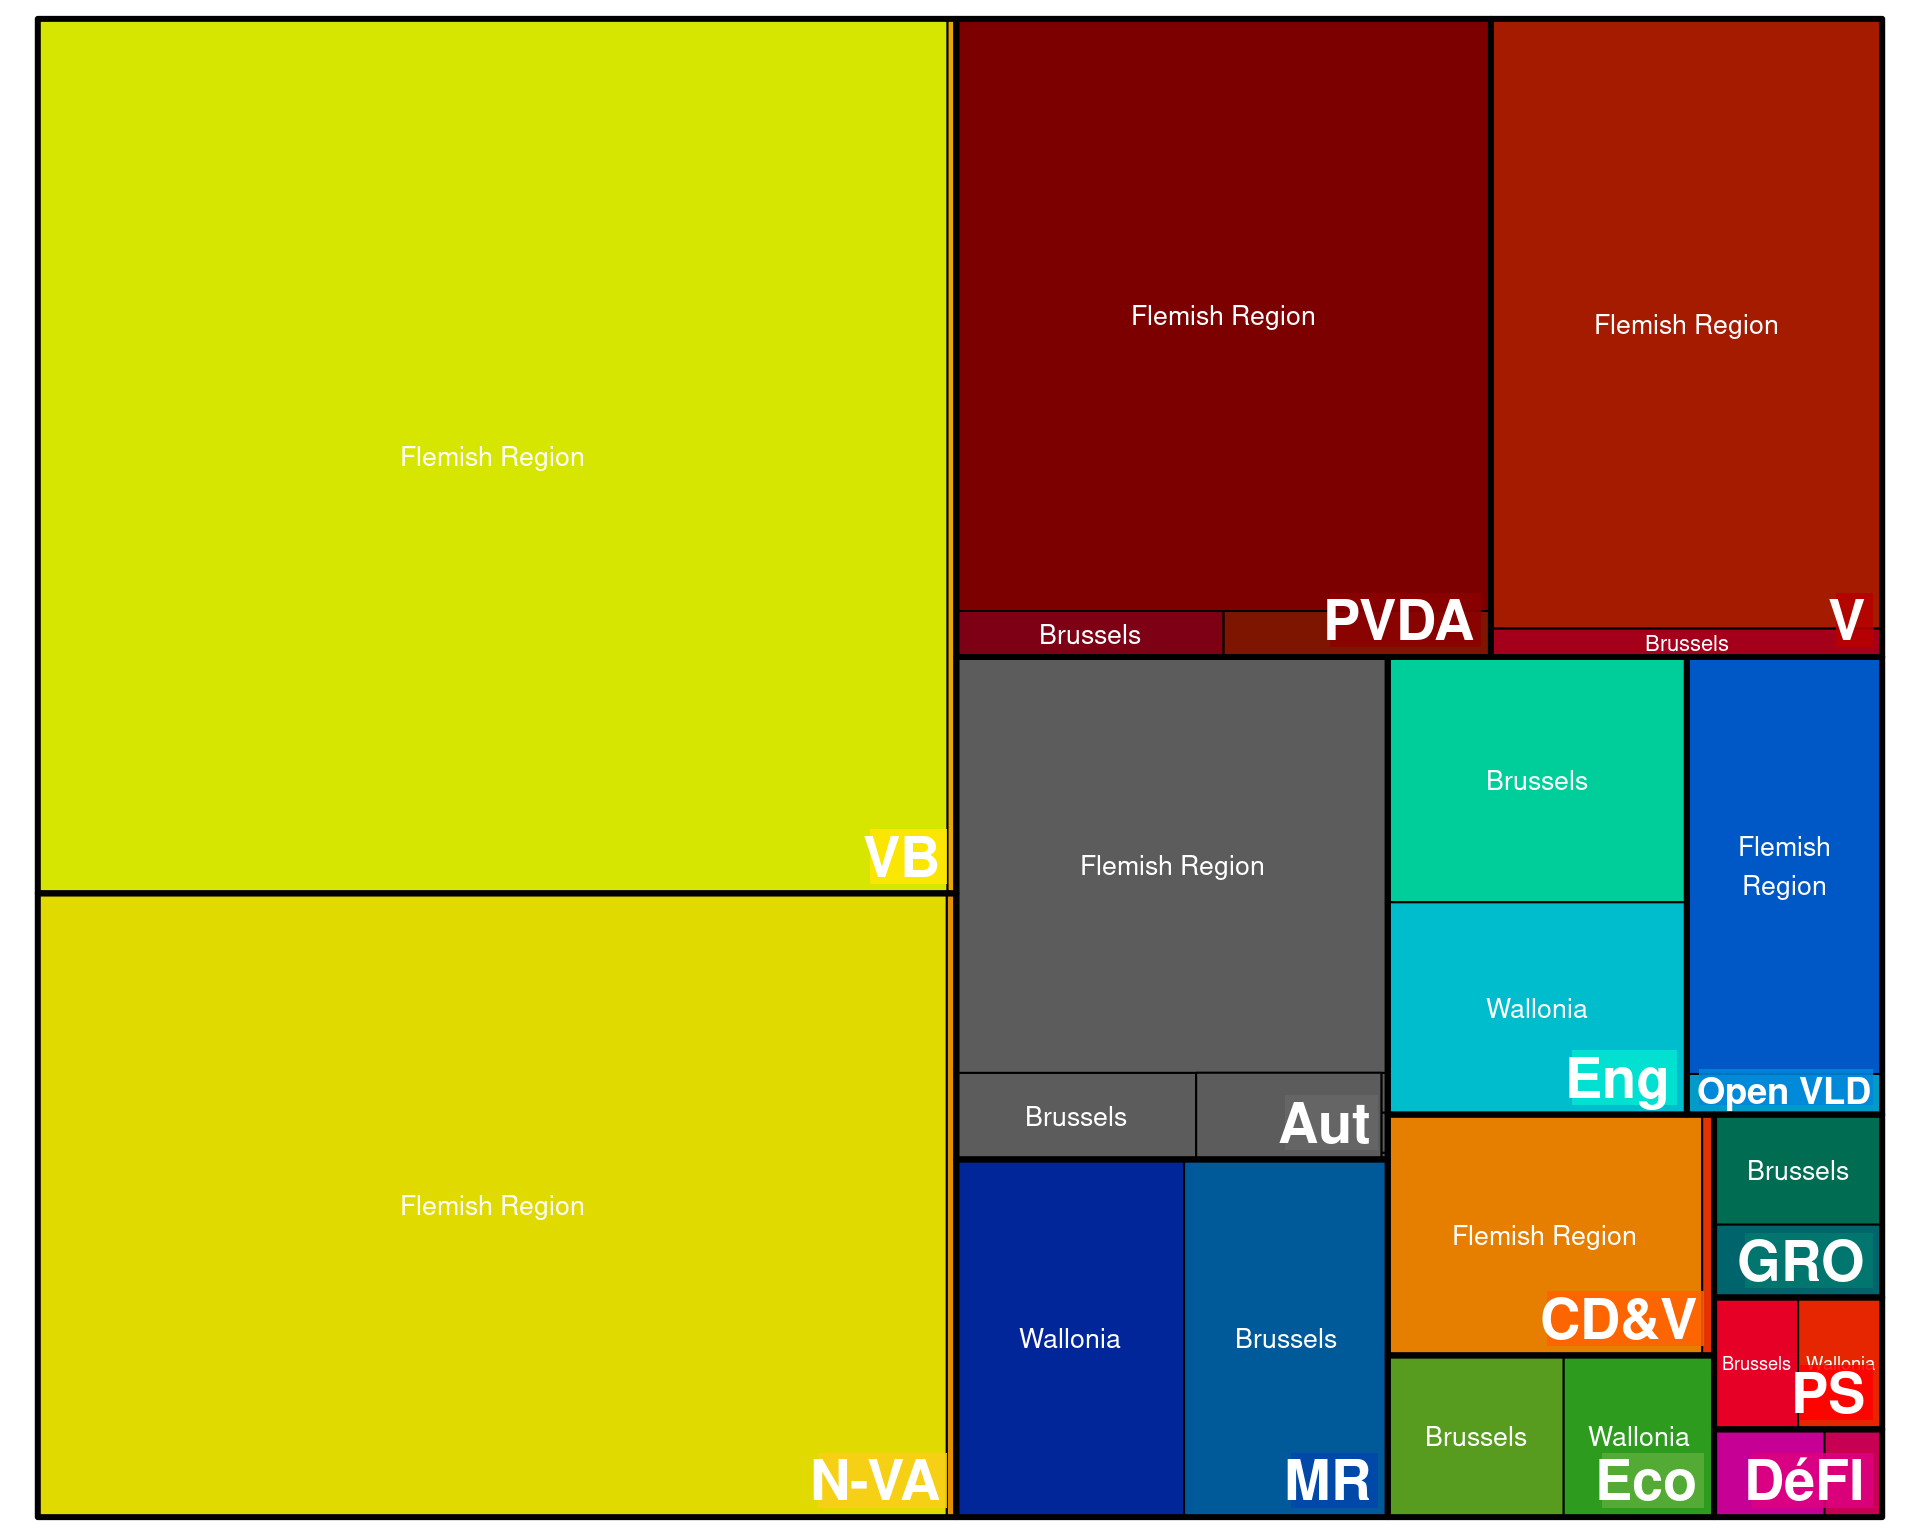 Flemish Region
VB
Flemish Region
N-VA
Flemish Region
Brussels
PVDA
Flemish Region
Brussels
V
Flemish Region
Brussels
Aut
Brussels
Wallonia
Eng
Flemish
Region
Open VLD
Wallonia
Brussels
MR
Flemish Region
CD&V
Brussels
Wallonia
Eco
Brussels
GRO
Brussels
Wallonia
PS
DéFI